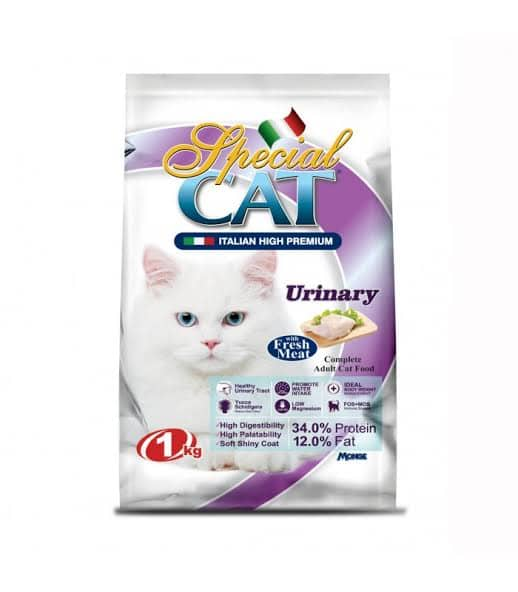 Special
CAT
ITALIAN HIGH PREMIUM
Urinary
with
Fresh
Meat
Complete
Adult Cat Food
Healthy
Urinary Tract
PROMOTE
WATER
INTAKE
IDEAL
BODY WEIGHT
Yucca
Schidigera
LOW
Magnesium
FOS+MOS
High Digestibility
High Palatability
Soft Shiny Coat
34.0% Protein
12.0% Fat
1 kg
MONGE